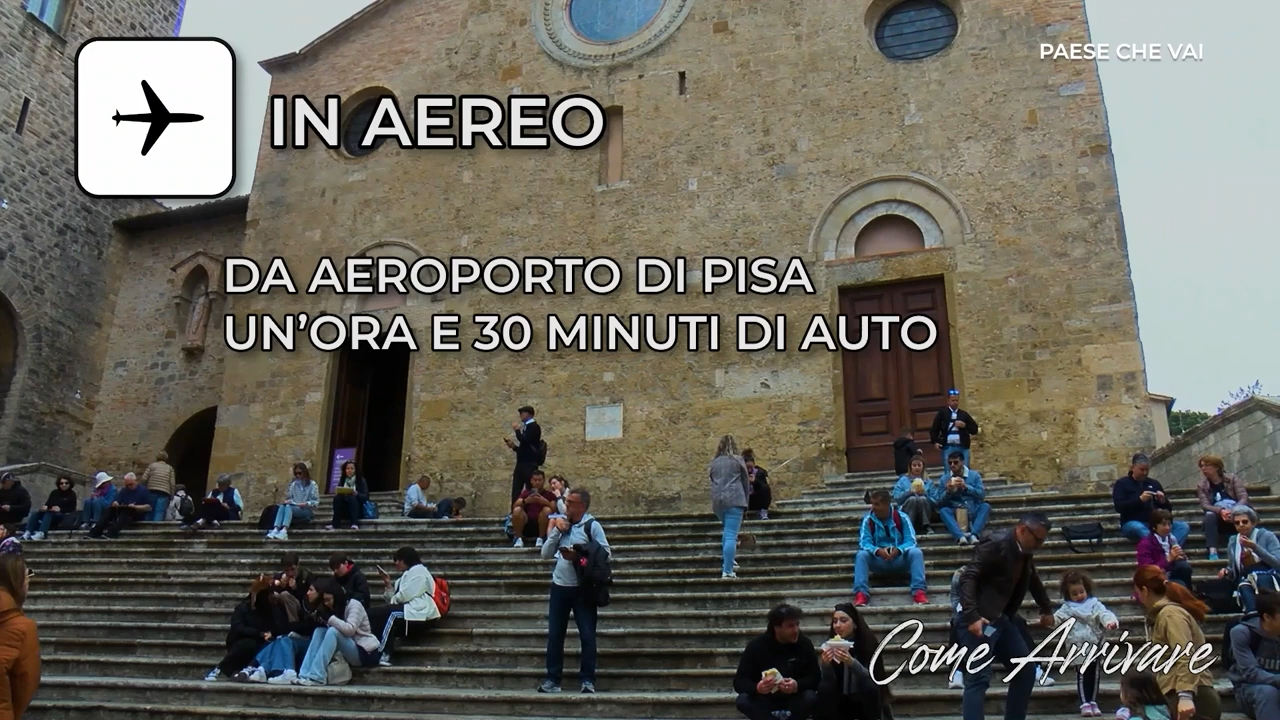 PAESE CHE VAI
IN AEREO
DA AEROPORTO DI PISA
UN'ORA E 30 MINUTI DI AUTO
Come Arrivare